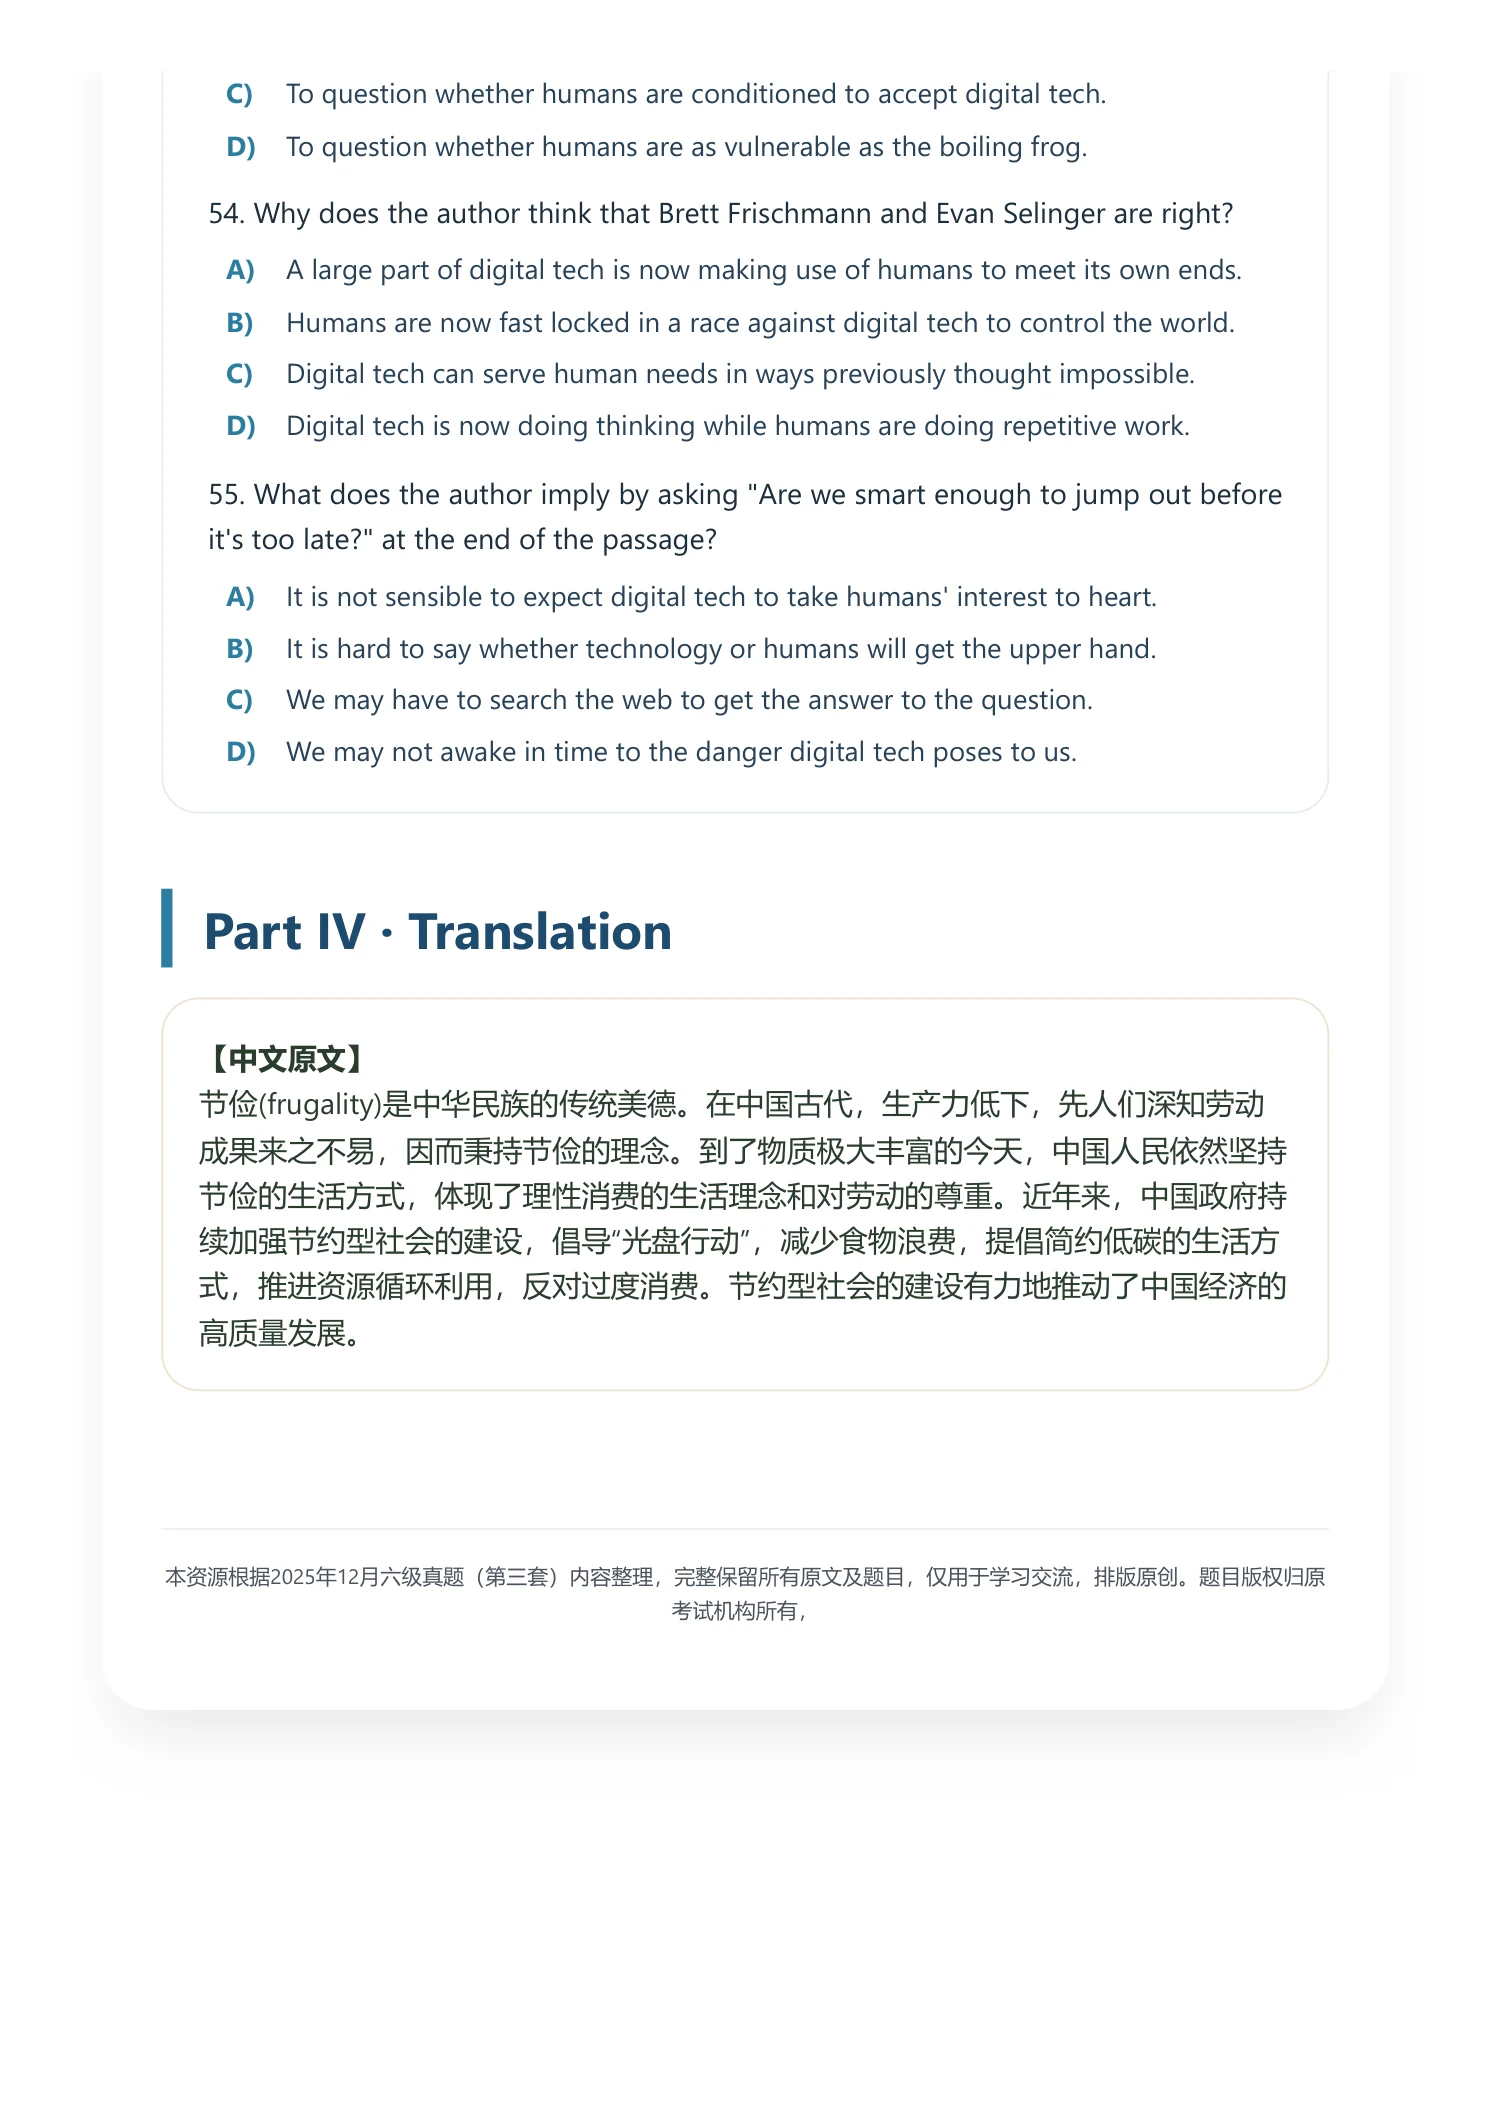 C) To question whether humans are conditioned to accept digital tech.
D) To question whether humans are as vulnerable as the boiling frog.
54. Why does the author think that Brett Frischmann and Evan Selinger are right?
A) A large part of digital tech is now making use of humans to meet its own ends.
B) Humans are now fast locked in a race against digital tech to control the world.
C) Digital tech can serve human needs in ways previously thought impossible.
D) Digital tech is now doing thinking while humans are doing repetitive work.
55. What does the author imply by asking "Are we smart enough to jump out before
it's too late?" at the end of the passage?
A) It is not sensible to expect digital tech to take humans' interest to heart.
B) It is hard to say whether technology or humans will get the upper hand.
C) We may have to search the web to get the answer to the question.
D) We may not awake in time to the danger digital tech poses to us.
Part IV · Translation
【中文原文】
节俭(frugality)是中华民族的传统美德。在中国古代，生产力低下，先人们深知劳动
成果来之不易，因而秉持节俭的理念。到了物质极大丰富的今天，中国人民依然坚持
节俭的生活方式，体现了理性消费的生活理念和对劳动的尊重。近年来，中国政府持
续加强节约型社会的建设，倡导“光盘行动”，减少食物浪费，提倡简约低碳的生活方
式，推进资源循环利用，反对过度消费。节约型社会的建设有力地推动了中国经济的
高质量发展。
本资源根据2025年12月六级真题（第三套）内容整理，完整保留所有原文及题目，仅用于学习交流，排版原创。题目版权归原
考试机构所有，